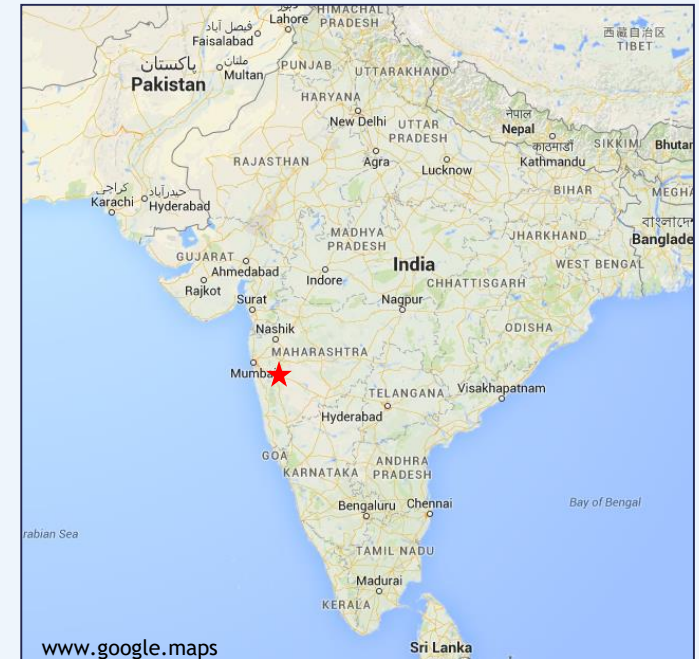 HIMACHAL
PRADESH
لاہور
Lahore
فیصل آباد
Faisalabad
西藏自治区
TIBET
پاکستان
Pakistan
ملتان
Multan
PUNJAB
UTTARAKHAND
HARYANA
New Delhi
UTTAR
PRADESH
नेपाल
Nepal
काठमाडौं
Kathmandu
SIKKIM
Bhutan
RAJASTHAN
Agra
Lucknow
کراچی
Karachi
حیدرآباد
Hyderabad
BIHAR
MEGHA
MADHYA
PRADESH
JHARKHAND
বাংলাদে
Banglade
GUJARAT
Ahmedabad
Indore
India
WEST BENGAL
CHHATTISGARH
Rajkot
Surat
Nagpur
Nashik
ODISHA
MAHARASHTRA
Mumba
TELANGANA
Visakhapatnam
Hyderabad
GOA
KARNATAKA
ANDHRA
PRADESH
Bengaluru
Chennai
Bay of Bengal
rabian Sea
TAMIL NADU
Madurai
KERALA
www.google.maps
Sri Lanka